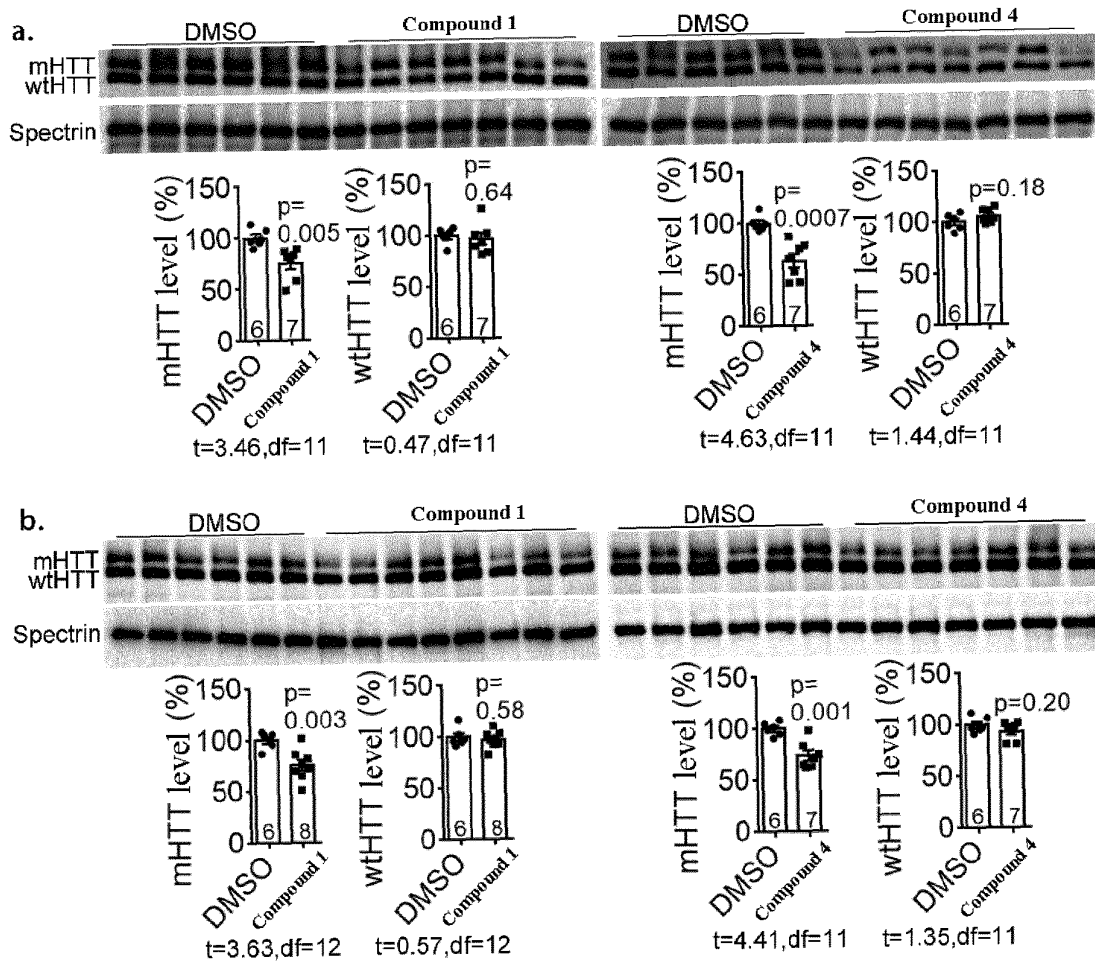 a.
DMSO
Compound 1
DMSO
Compound 4
mHTT
wtHTT
Spectrin
mHTT level (%)
150
100
50
0
p=
0.005
6
7
DMSO
Compound 1
t=3.46,df=11
wtHTT level (%)
150
100
50
0
p=
0.64
6
7
DMSO
Compound 1
t=0.47,df=11
mHTT level (%)
150
100
50
0
p=
0.0007
6
7
DMSO
Compound 4
t=4.63,df=11
wtHTT level (%)
150
100
50
0
p=0.18
6
7
DMSO
Compound 4
t=1.44,df=11
b.
DMSO
Compound 1
DMSO
Compound 4
mHTT
wtHTT
Spectrin
mHTT level (%)
150
100
50
0
p=
0.003
6
8
DMSO
Compound 1
t=3.63,df=12
wtHTT level (%)
150
100
50
0
p=
0.58
6
8
DMSO
Compound 1
t=0.57,df=12
mHTT level (%)
150
100
50
0
p=
0.001
6
7
DMSO
Compound 4
t=4.41,df=11
wtHTT level (%)
150
100
50
0
p=0.20
6
7
DMSO
Compound 4
t=1.35,df=11